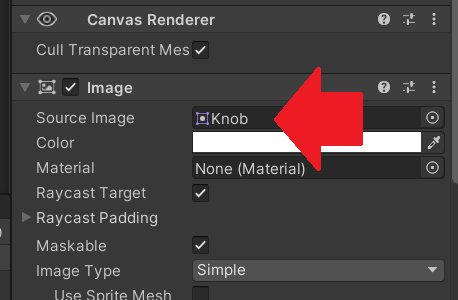 Canvas Renderer
Cull Transparent Mes
Image
Source Image Knob
Color
Material None (Material)
Raycast Target
Raycast Padding
Maskable
Image Type Simple
Use Sprite Mesh